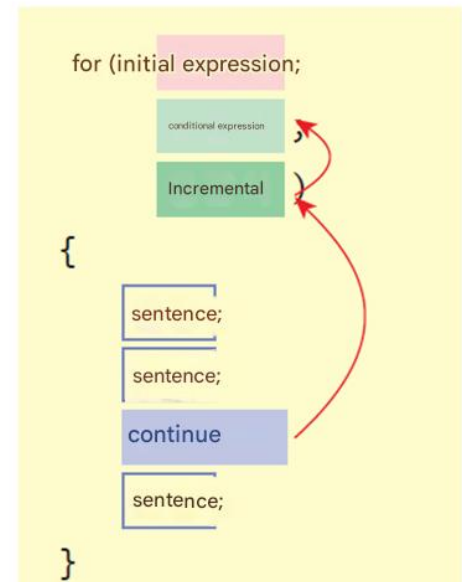 for (initial expression;
conditional expression ;
Incremental )
{
sentence;
sentence;
continue
sentence;
}